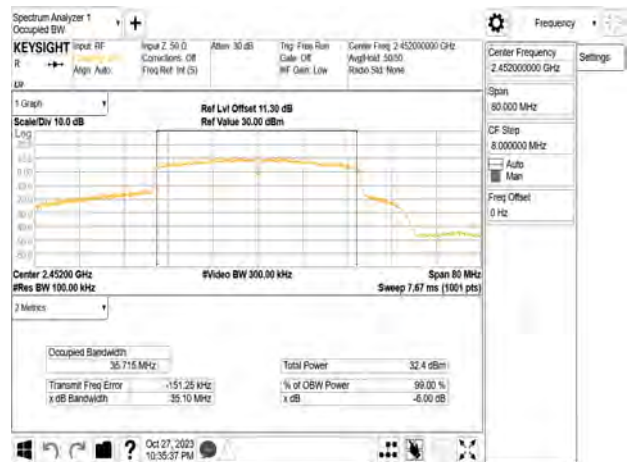 Spectrum Analyzer 1
Occupied BW
Frequency
KEYSIGHT
Input: RF
Input Z: 50 Ω
Atten: 30 dB
Trig: Free Run
Center Freq: 2.452000000 GHz
R
Corrections: Off
Gate: Off
Avg|Hold: 50/50
Align: Auto
Freq Ref: Int (S)
#IF Gain: Low
Radio Std: None
Center Frequency
2.452000000 GHz
Settings
Span
80.000 MHz
CF Step
8.000000 MHz
Auto
Man
Freq Offset
0 Hz
1 Graph
Scale/Div 10.0 dB
Ref Lvl Offset 11.30 dB
Ref Value 30.00 dBm
Log
Center 2.45200 GHz
#Video BW 300.00 kHz
Span 80 MHz
#Res BW 100.00 kHz
Sweep 7.67 ms (1001 pts)
2 Metrics
Occupied Bandwidth
35.715 MHz
Total Power
32.4 dBm
Transmit Freq Error
-151.25 kHz
% of OBW Power
99.00 %
x dB Bandwidth
35.10 MHz
x dB
-6.00 dB
?
Oct 27, 2023
10:35:37 PM